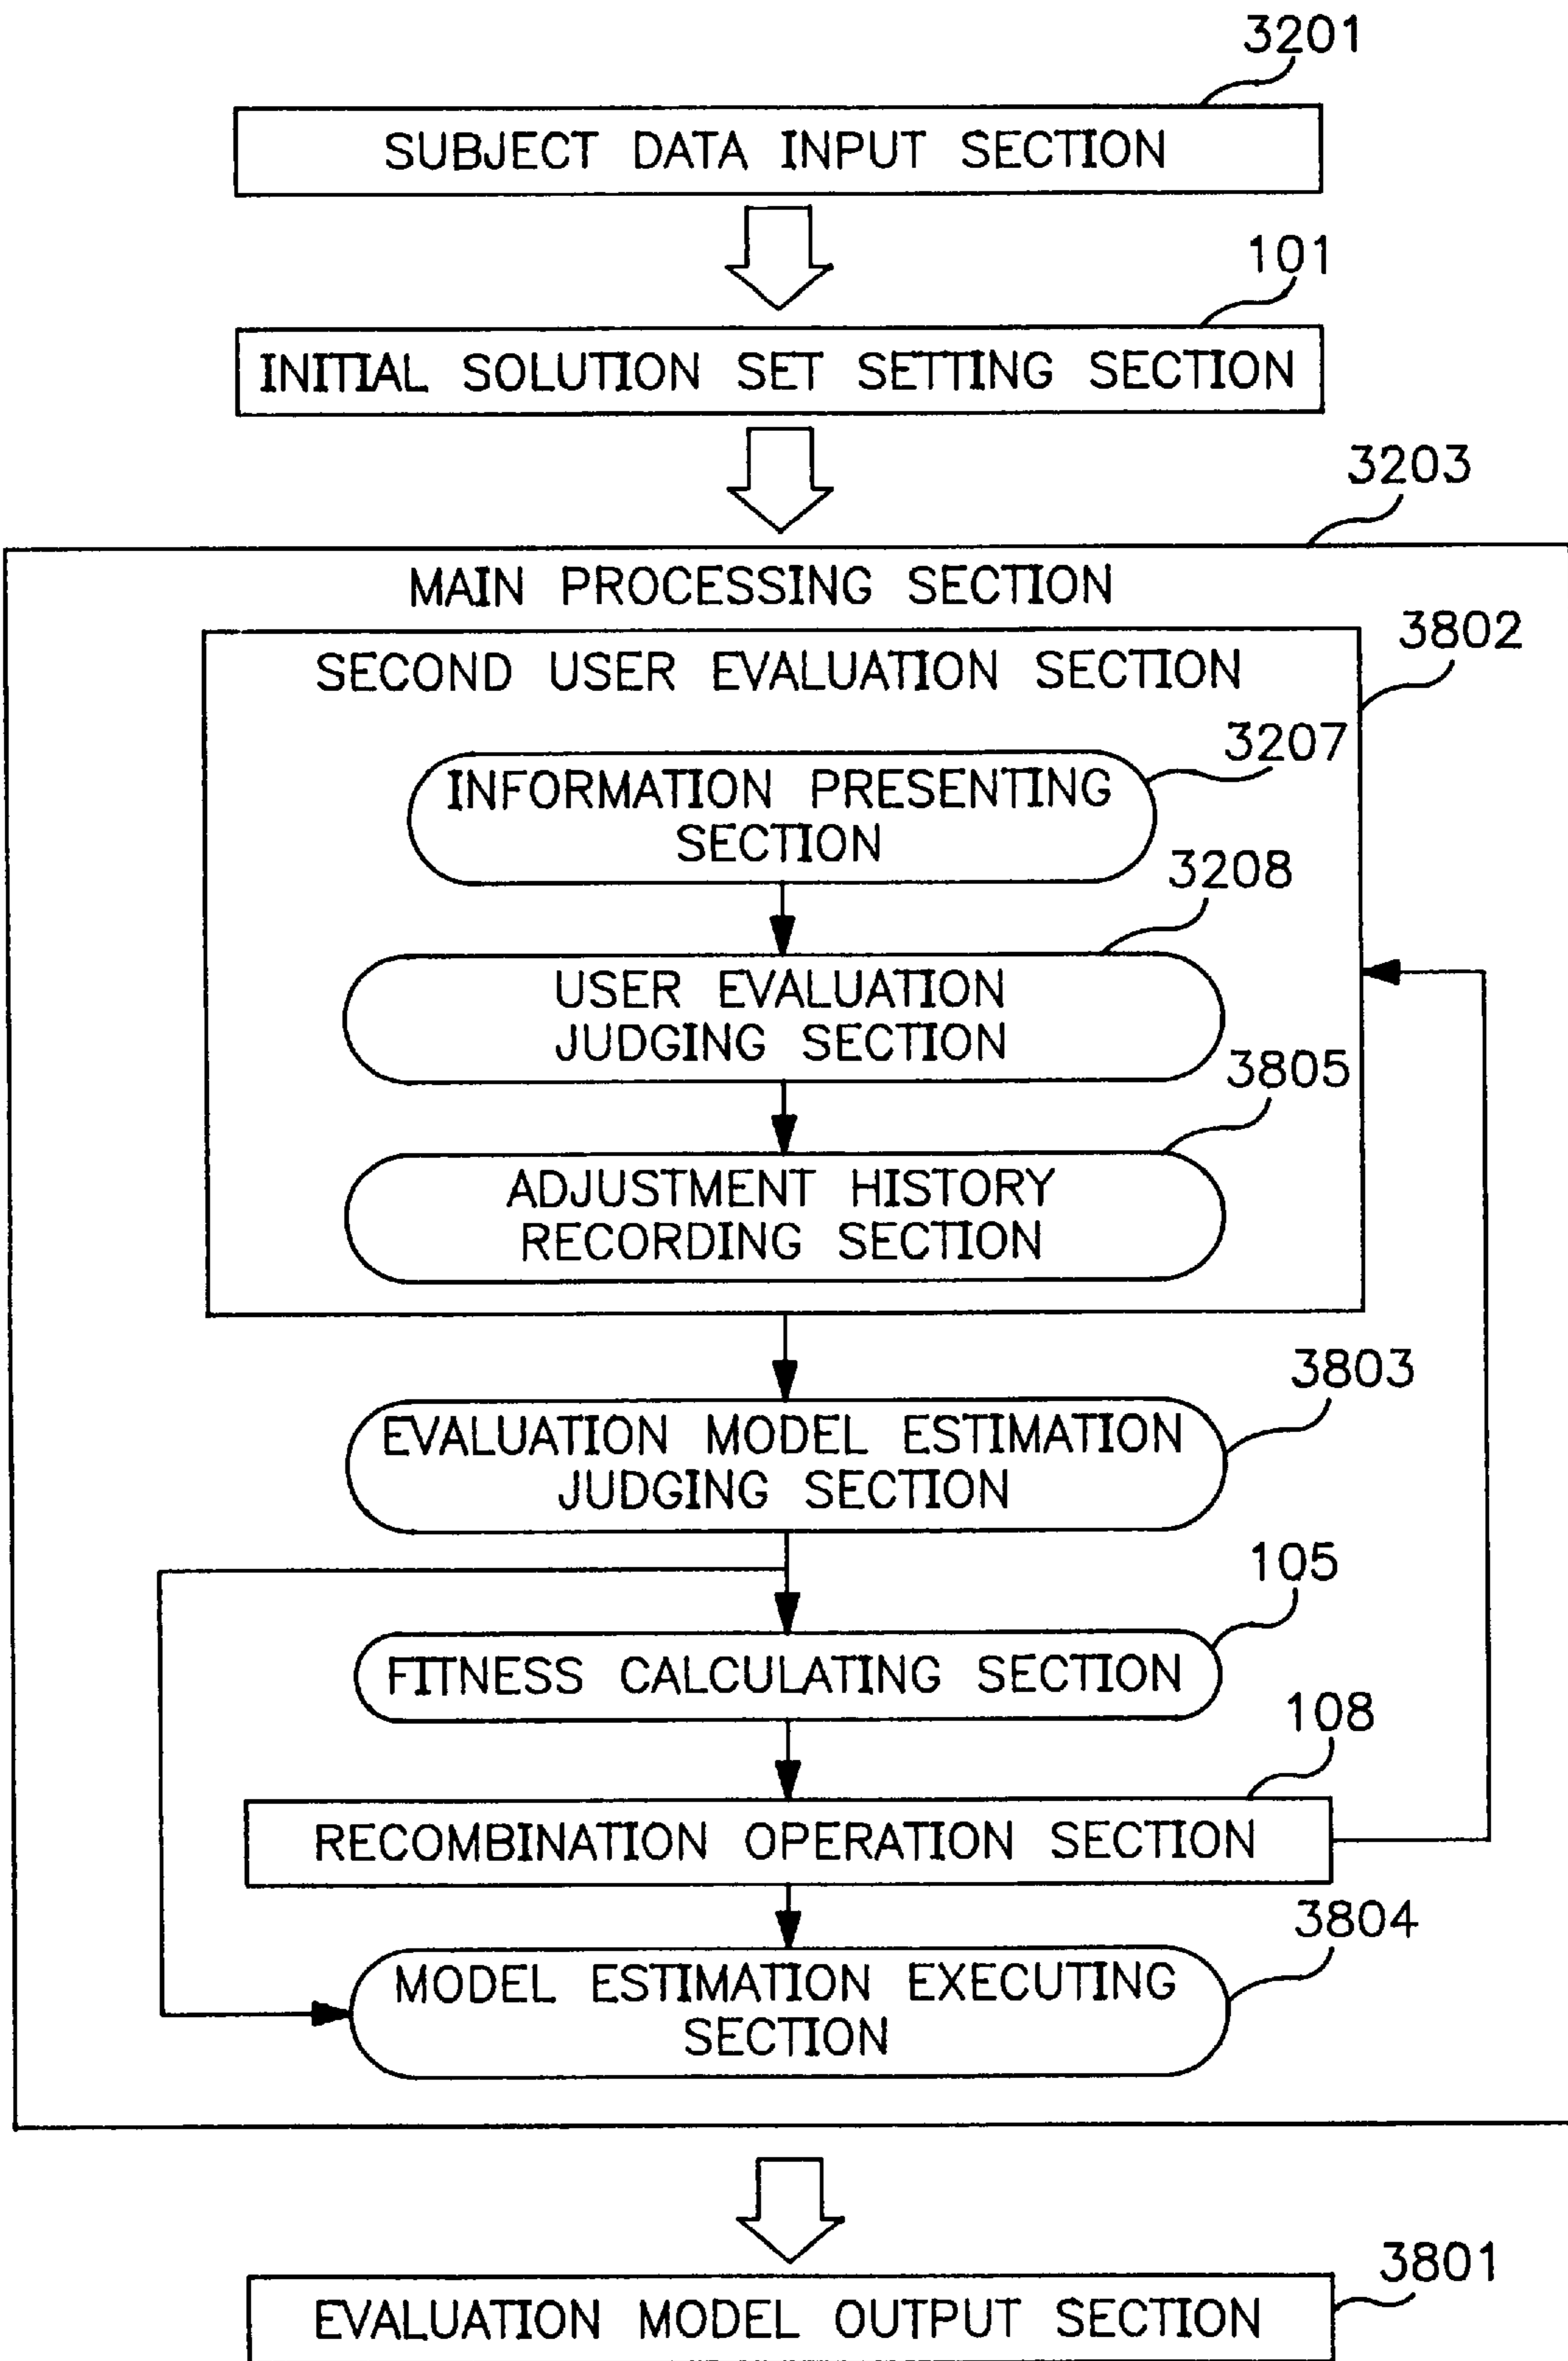 3201
SUBJECT DATA INPUT SECTION
101
INITIAL SOLUTION SET SETTING SECTION
3203
MAIN PROCESSING SECTION
3802
SECOND USER EVALUATION SECTION
3207
INFORMATION PRESENTING
SECTION
3208
USER EVALUATION
JUDGING SECTION
3805
ADJUSTMENT HISTORY
RECORDING SECTION
3803
EVALUATION MODEL ESTIMATION
JUDGING SECTION
105
FITNESS CALCULATING SECTION
108
RECOMBINATION OPERATION SECTION
3804
MODEL ESTIMATION EXECUTING
SECTION
3801
EVALUATION MODEL OUTPUT SECTION